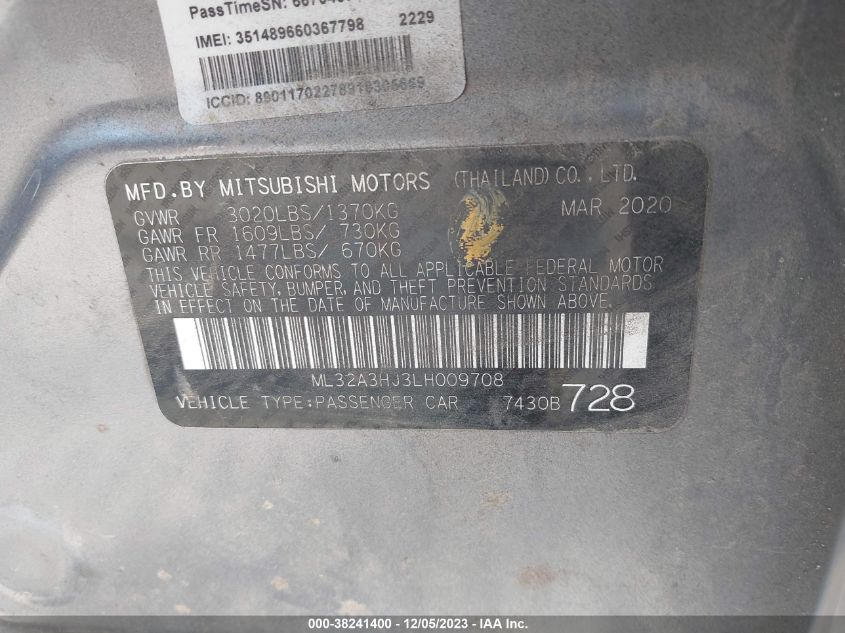 PassTimeSN:
IMEI: 351489660367798 2229
ICCID:
MFD.BY MITSUBISHI MOTORS (THAILAND) CO., LTD.
GVWR 3020LBS/1370KG MAR 2020
GAWR FR 1609LBS/ 730KG
GAWR RR 1477LBS/ 670KG
THIS VEHICLE CONFORMS TO ALL APPLICABLE FEDERAL MOTOR
VEHICLE SAFETY, BUMPER, AND THEFT PREVENTION STANDARDS
IN EFFECT ON THE DATE OF MANUFACTURE SHOWN ABOVE.
ML32A3HJ3LH009708
VEHICLE TYPE:PASSENGER CAR 7430B 728
000-38241400 - 12/05/2023 - IAA Inc.